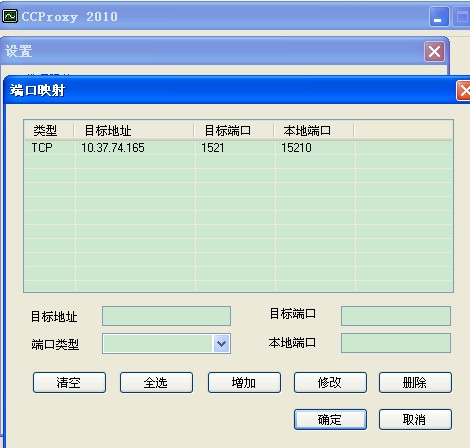 CCProxy 2010
设置
端口映射
类型 目标地址 目标端口 本地端口
TCP 10.37.74.165 1521 15210
目标地址 目标端口
端口类型 本地端口
清空 全选 增加 修改 删除
确定 取消